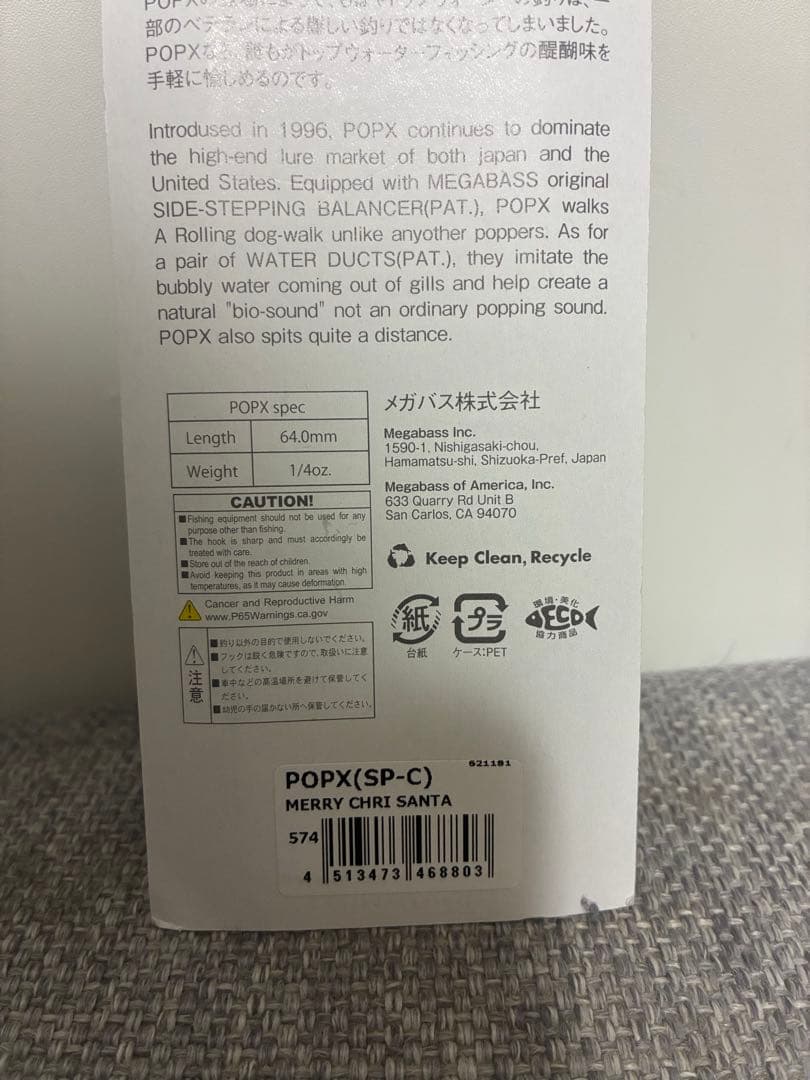 部のベテランによる難しい釣りではなくなってしまいました。
POPXなら、誰もがトップウォーターフィッシングの醍醐味を
手軽に愉しめるのです。
Introdused in 1996, POPX continues to dominate
the high-end lure market of both japan and the
United States. Equipped with MEGABASS original
SIDE-STEPPING BALANCER(PAT.), POPX walks
A Rolling dog-walk unlike anyother poppers. As for
a pair of WATER DUCTS(PAT.), they imitate the
bubbly water coming out of gills and help create a
natural "bio-sound" not an ordinary popping sound.
POPX also spits quite a distance.
POPX spec
Length 64.0mm
Weight 1/4oz.
CAUTION!
■Fishing equipment should not be used for any
purpose other than fishing.
■The hook is sharp and must accordingly be
treated with care.
■Store out of the reach of children.
■Avoid keeping this product in areas with high
temperatures, as it may cause deformation.
Cancer and Reproductive Harm
www.P65Warnings.ca.gov
注意
■釣り以外の目的で使用しないでください。
■フックは鋭く危険ですので、取扱いに注意
してください。
■車中などの高温場所を避けて保管してく
ださい。
■幼児の手の届かない所へ保管してください。
メガバス株式会社
Megabass Inc.
1590-1, Nishigasaki-chou,
Hamamatsu-shi, Shizuoka-Pref, Japan
Megabass of America, Inc.
633 Quarry Rd Unit B
San Carlos, CA 94070
Keep Clean, Recycle
紙
台紙
プラ
ケース:PET
環境・美化
ECO
協力商品
621181
POPX(SP-C)
MERRY CHRI SANTA
574
4 513473 468803